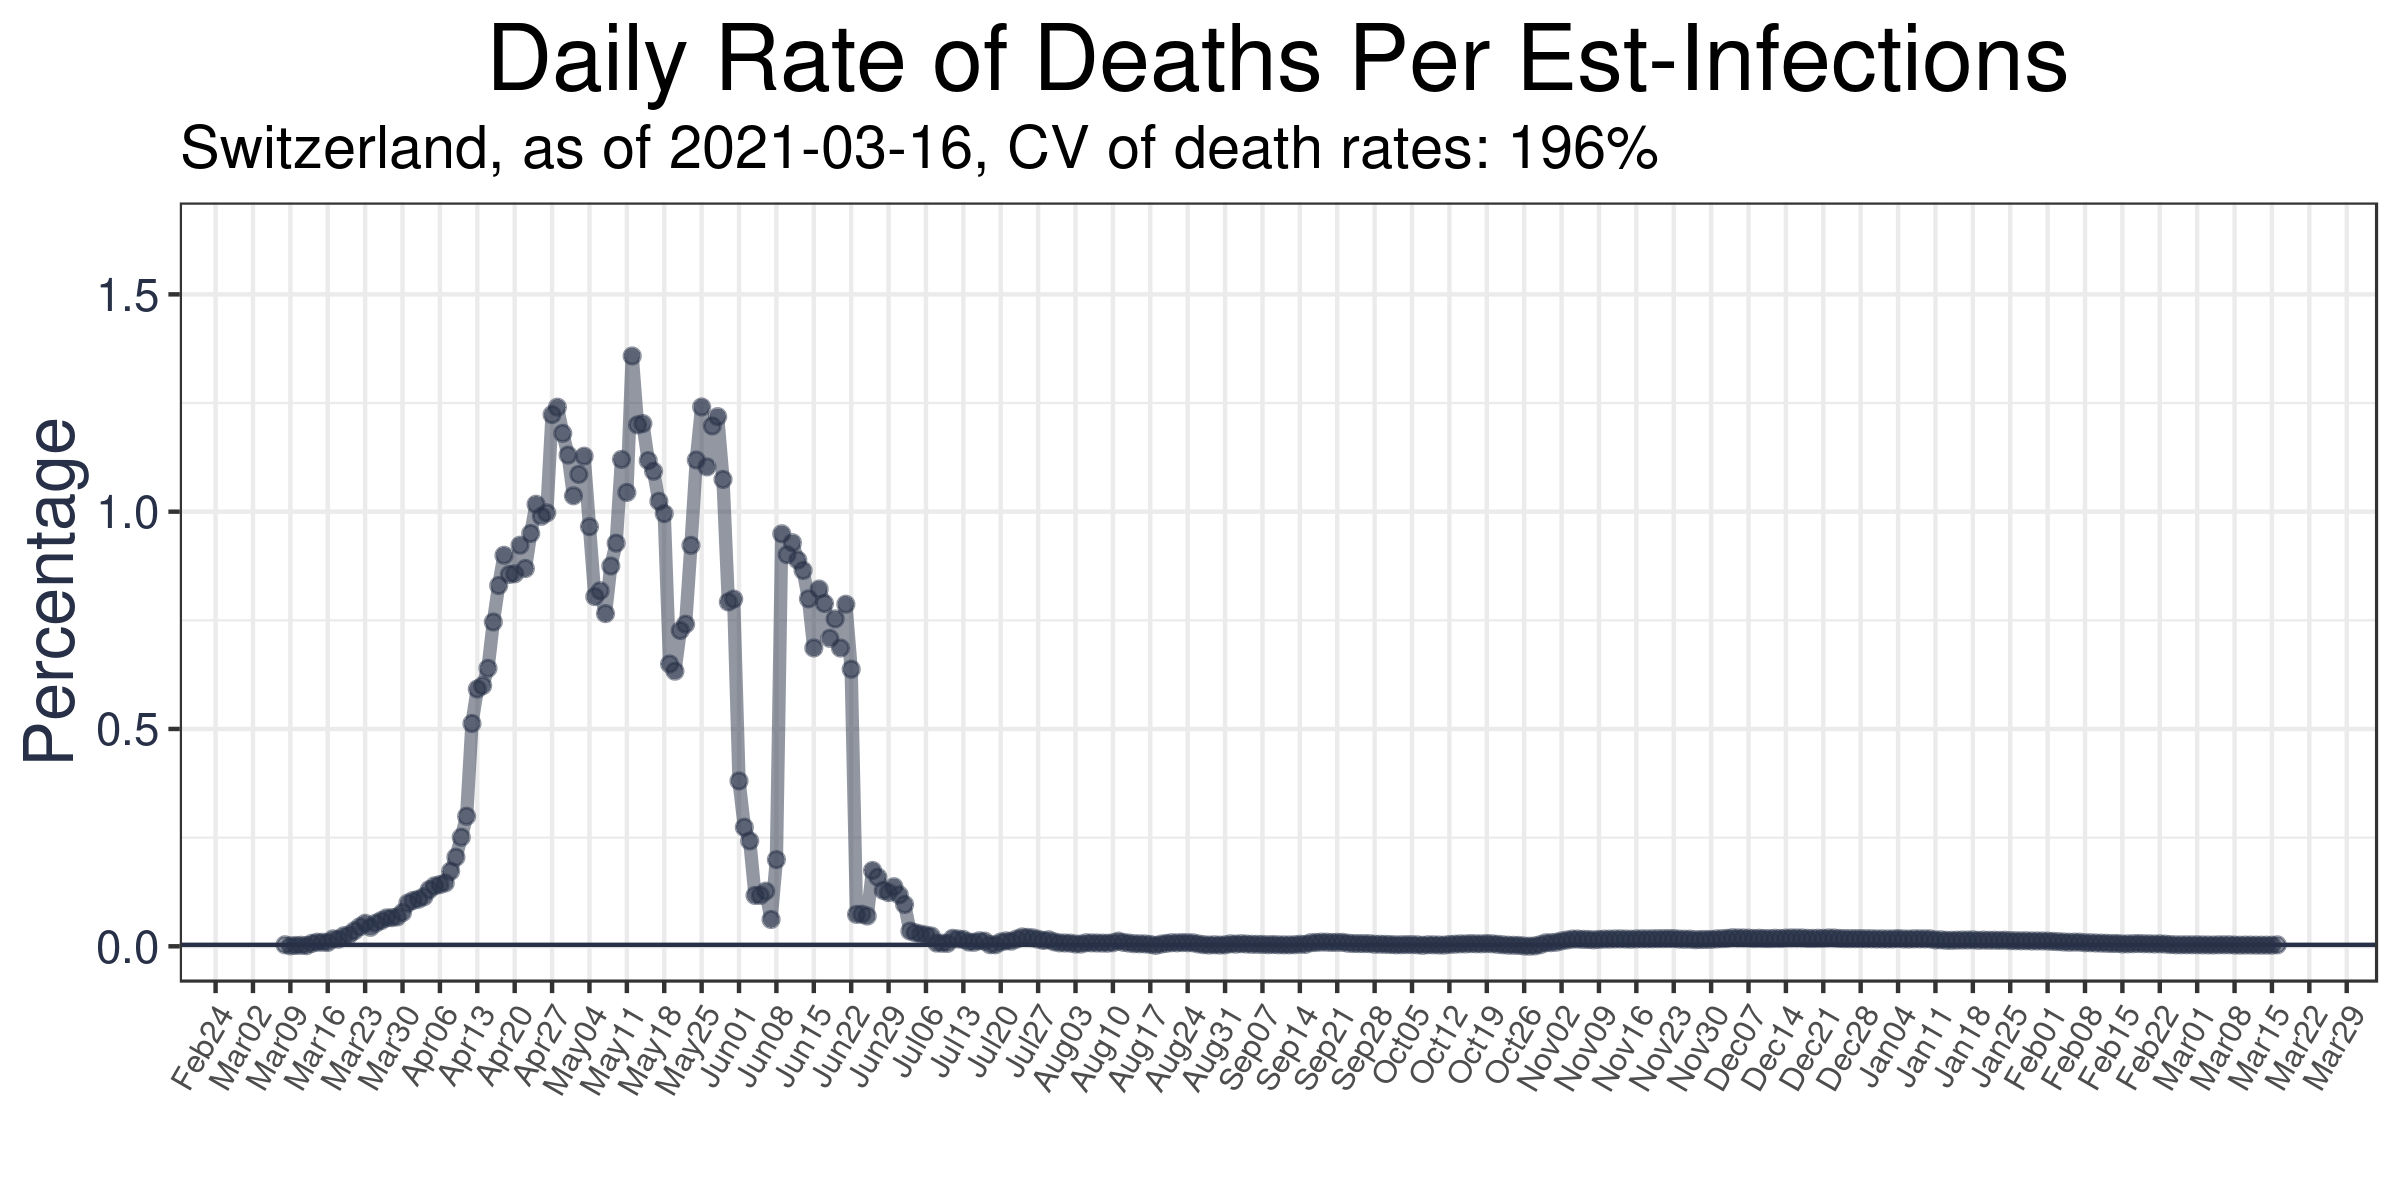 Daily Rate of Deaths Per Est-Infections
Switzerland, as of 2021-03-16, CV of death rates: 196%
Percentage
1.5
1.0
0.5
0.0
Feb24
Mar02
Mar09
Mar16
Mar23
Mar30
Apr06
Apr13
Apr20
Apr27
May04
May11
May18
May25
Jun01
Jun08
Jun15
Jun22
Jun29
Jul06
Jul13
Jul20
Jul27
Aug03
Aug10
Aug17
Aug24
Aug31
Sep07
Sep14
Sep21
Sep28
Oct05
Oct12
Oct19
Oct26
Nov02
Nov09
Nov16
Nov23
Nov30
Dec07
Dec14
Dec21
Dec28
Jan04
Jan11
Jan18
Jan25
Feb01
Feb08
Feb15
Feb22
Mar01
Mar08
Mar15
Mar22
Mar29